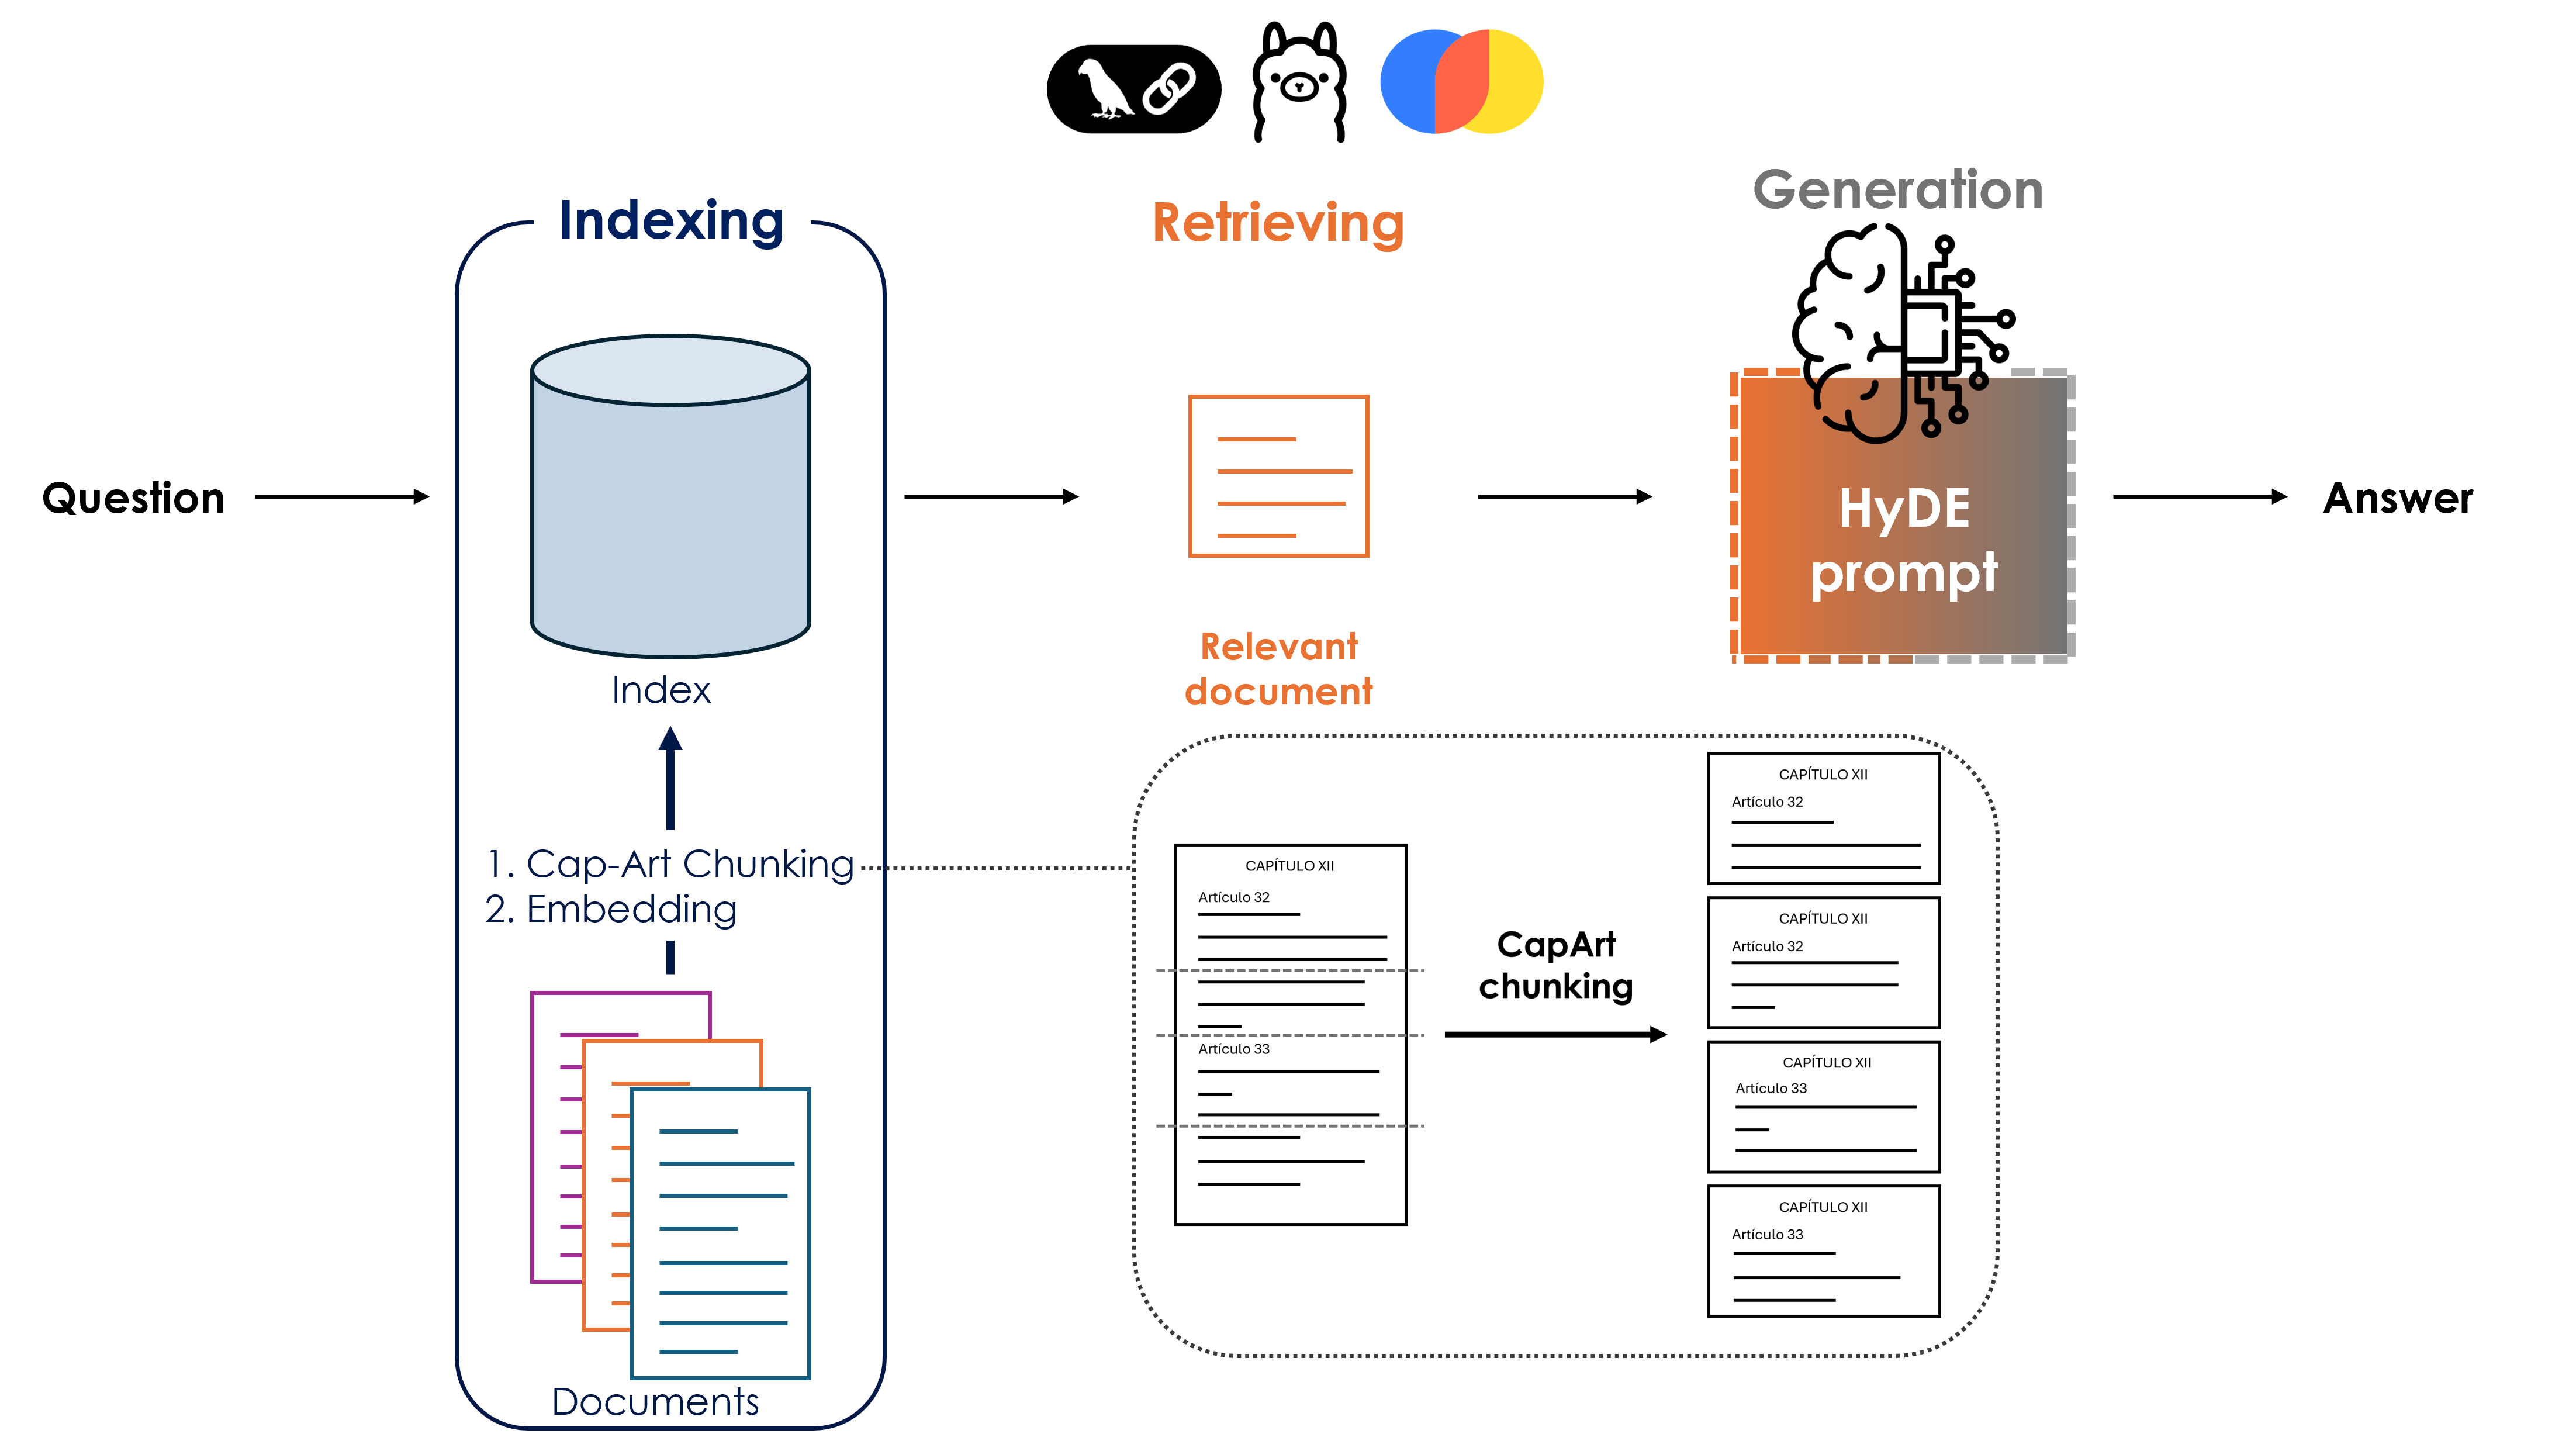 Indexing
Retrieving
Generation
Question
HyDE
prompt
Answer
Index
Relevant
document
1. Cap-Art Chunking
2. Embedding
Documents
CAPÍTULO XII
Artículo 32
Artículo 33
CapArt
chunking
CAPÍTULO XII
Artículo 32
CAPÍTULO XII
Artículo 32
CAPÍTULO XII
Artículo 33
CAPÍTULO XII
Artículo 33